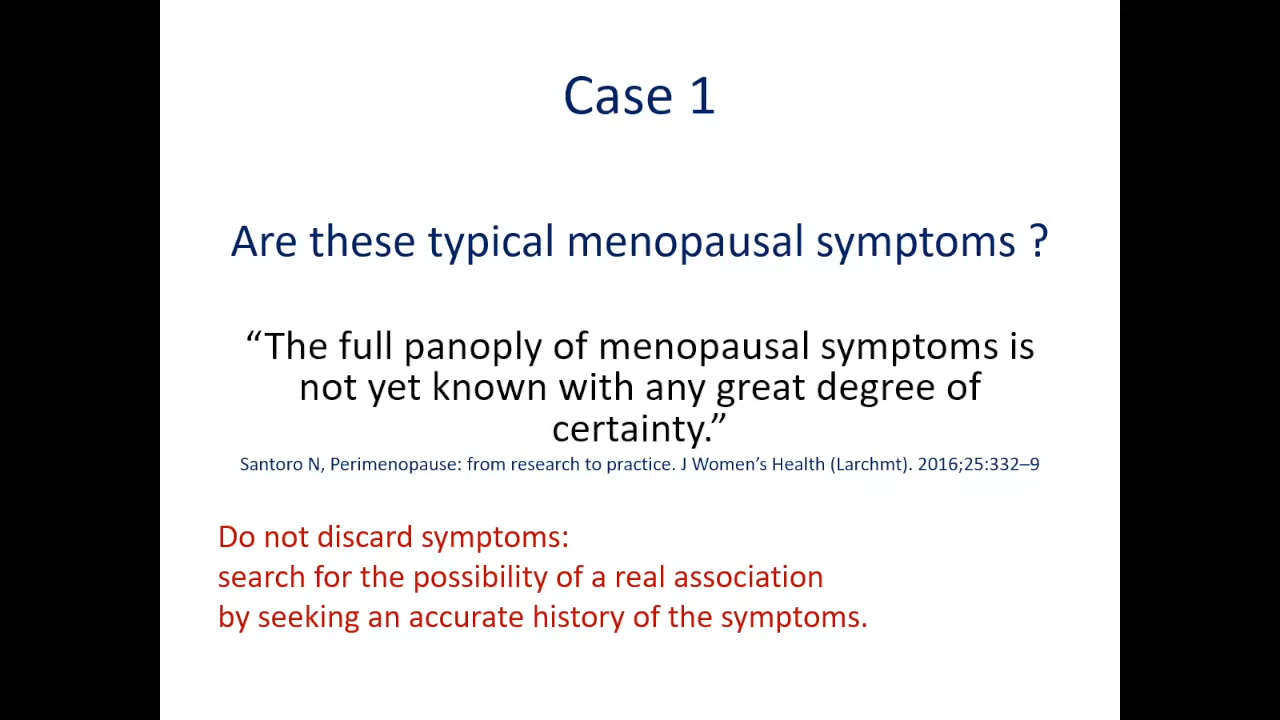 Case 1
Are these typical menopausal symptoms ?
“The full panoply of menopausal symptoms is
not yet known with any great degree of
certainty.”
Santoro N, Perimenopause: from research to practice. J Women’s Health (Larchmt). 2016;25:332–9
Do not discard symptoms:
search for the possibility of a real association
by seeking an accurate history of the symptoms.